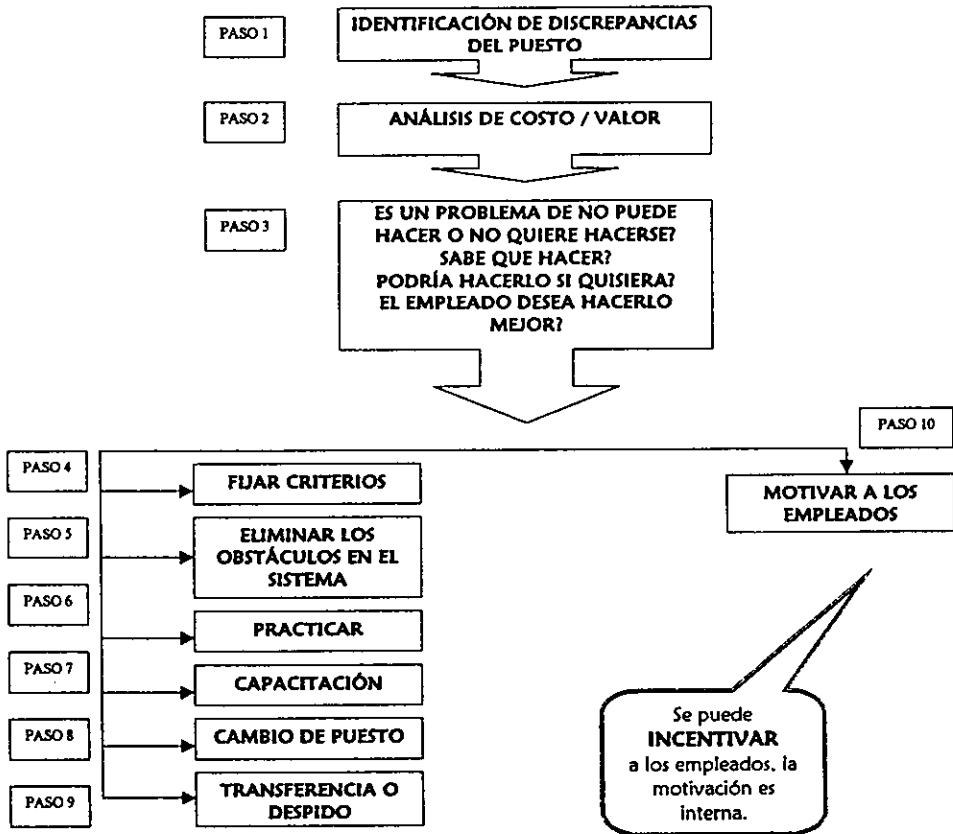 PASO 1
IDENTIFICACIÓN DE DISCREPANCIAS
DEL PUESTO
PASO 2
ANÁLISIS DE COSTO / VALOR
PASO 3
ES UN PROBLEMA DE NO PUEDE
HACER O NO QUIERE HACERSE?
SABE QUE HACER?
PODRÍA HACERLO SI QUISIERA?
EL EMPLEADO DESEA HACERLO
MEJOR?
PASO 4
FIJAR CRITERIOS
PASO 5
ELIMINAR LOS
OBSTÁCULOS EN EL
SISTEMA
PASO 6
PRACTICAR
PASO 7
CAPACITACIÓN
PASO 8
CAMBIO DE PUESTO
PASO 9
TRANSFERENCIA O
DESPIDO
PASO 10
MOTIVAR A LOS
EMPLEADOS
Se puede
INCENTIVAR
a los empleados, la
motivación es
interna.